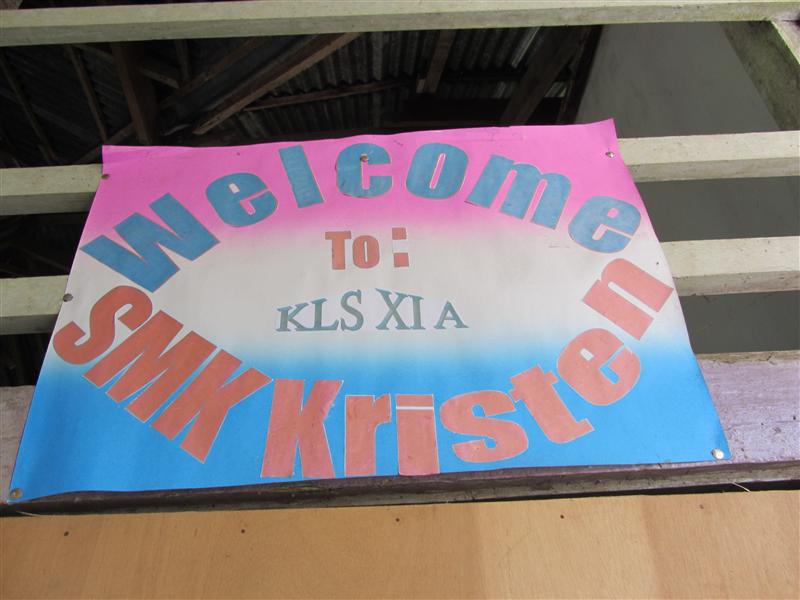 Welcome
To:
KLS XI A
SMK Kristen